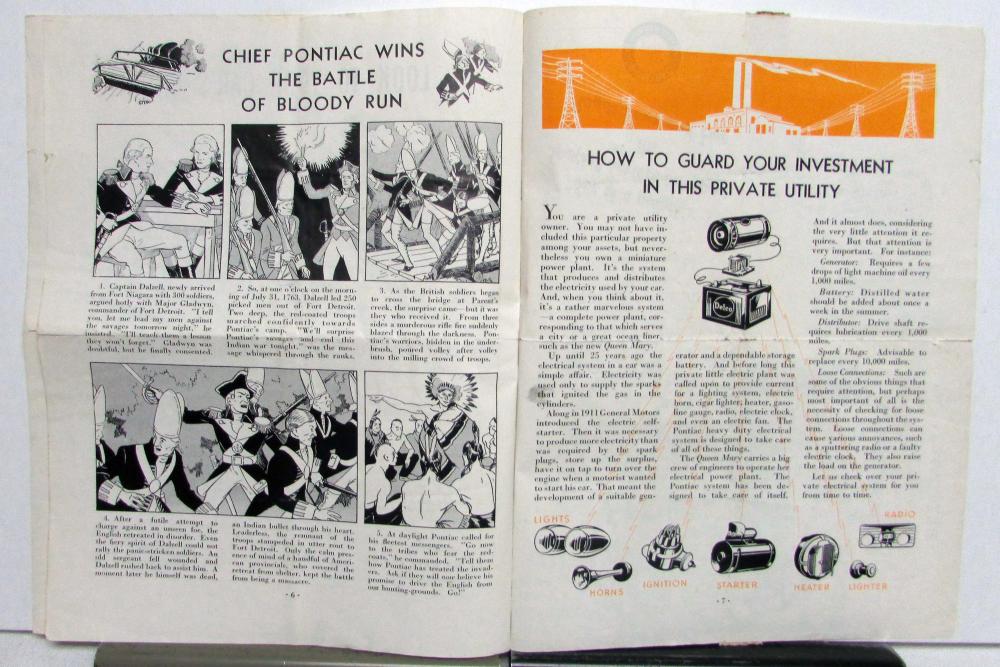 CHIEF PONTIAC WINS
THE BATTLE
OF BLOODY RUN
1. Captain Dalzell, newly arrived
from Fort Niagara with 300 soldiers,
argued hotly with Major Gladwyn,
commander of Fort Detroit. "I tell
you, let me lead my men against
the savages tomorrow night," he
insisted. "I'll teach them a lesson
they won't forget." Gladwyn was
doubtful, but he finally consented.
2. So, at one o'clock on the morn-
ing of July 31, 1763, Dalzell led 250
picked men out of Fort Detroit.
Two deep, the red-coated troops
marched confidently towards
Pontiac's camp. "We'll surprise
Pontiac's savages and end this
Indian war tonight," was the mes-
sage whispered through the ranks.
3. As the British soldiers began
to cross the bridge at Parent's
creek, the surprise came—but it was
they who received it. From three
sides a murderous rifle fire suddenly
blazed through the darkness. Pon-
tiac's warriors, hidden in the under-
brush, poured volley after volley
into the milling crowd of troops.
4. After a futile attempt to
charge against an unseen foe, the
English retreated in disorder. Even
the fiery spirit of Dalzell could not
rally the panic-stricken soldiers. An
old sergeant fell wounded and
Dalzell rushed back to assist him. A
moment later he himself was dead,
an Indian bullet through his heart.
Leaderless, the remnant of the
troops stampeded in utter rout to
Fort Detroit. Only the calm pres-
ence of mind of a handful of Ameri-
can provincials, who covered the
retreat from shelter, kept the battle
from being a massacre.
5. At daylight Pontiac called for
his fleetest messengers. "Go now
to the tribes who fear the red-
coats," he commanded. "Tell them
how Pontiac has treated the invad-
ers. Ask if they will now believe his
promise to drive the English from
our hunting-grounds. Go!"
- 6 -
HOW TO GUARD YOUR INVESTMENT
IN THIS PRIVATE UTILITY
You are a private utility
owner. You may not have in-
cluded this particular property
among your assets, but never-
theless you own a miniature
power plant. It's the system
that produces and distributes
the electricity used by your car.
And, when you think about it,
it's a rather marvelous system
—a complete power plant, cor-
responding to that which serves
a city or a great ocean liner,
such as the new Queen Mary.
Up until 25 years ago the
electrical system in a car was a
simple affair. Electricity was
used only to supply the sparks
that ignited the gas in the
cylinders.
Along in 1911 General Motors
introduced the electric self-
starter. Then it was necessary
to produce more electricity than
was required by the spark
plugs, store up the surplus,
have it on tap to turn over the
engine when a motorist wanted
to start his car. That meant the
development of a suitable gen-
Delco
erator and a dependable storage
battery. And before long this
private little electric plant was
called upon to provide current
for a lighting system, electric
horn, cigar lighter, heater, gaso-
line gauge, radio, electric clock,
and even an electric fan. The
Pontiac heavy duty electrical
system is designed to take care
of all of these things.
The Queen Mary carries a big
crew of engineers to operate her
electrical power plant. The
Pontiac system has been de-
signed to take care of itself.
And it almost does, considering
the very little attention it re-
quires. But that attention is
very important. For instance:
Generator: Requires a few
drops of light machine oil every
1,000 miles.
Battery: Distilled water
should be added about once a
week in the summer.
Distributor: Drive shaft re-
quires lubrication every 1,000
miles.
Spark Plugs: Advisable to
replace every 10,000 miles.
Loose Connections: Such are
some of the obvious things that
require attention, but perhaps
most important of all is the
necessity of checking for loose
connections throughout the sys-
tem. Loose connections can
cause various annoyances, such
as a sputtering radio or a faulty
electric clock. They also raise
the load on the generator.
Let us check over your pri-
vate electrical system for you
from time to time.
LIGHTS
HORNS
IGNITION
STARTER
HEATER
LIGHTER
RADIO
- 7 -